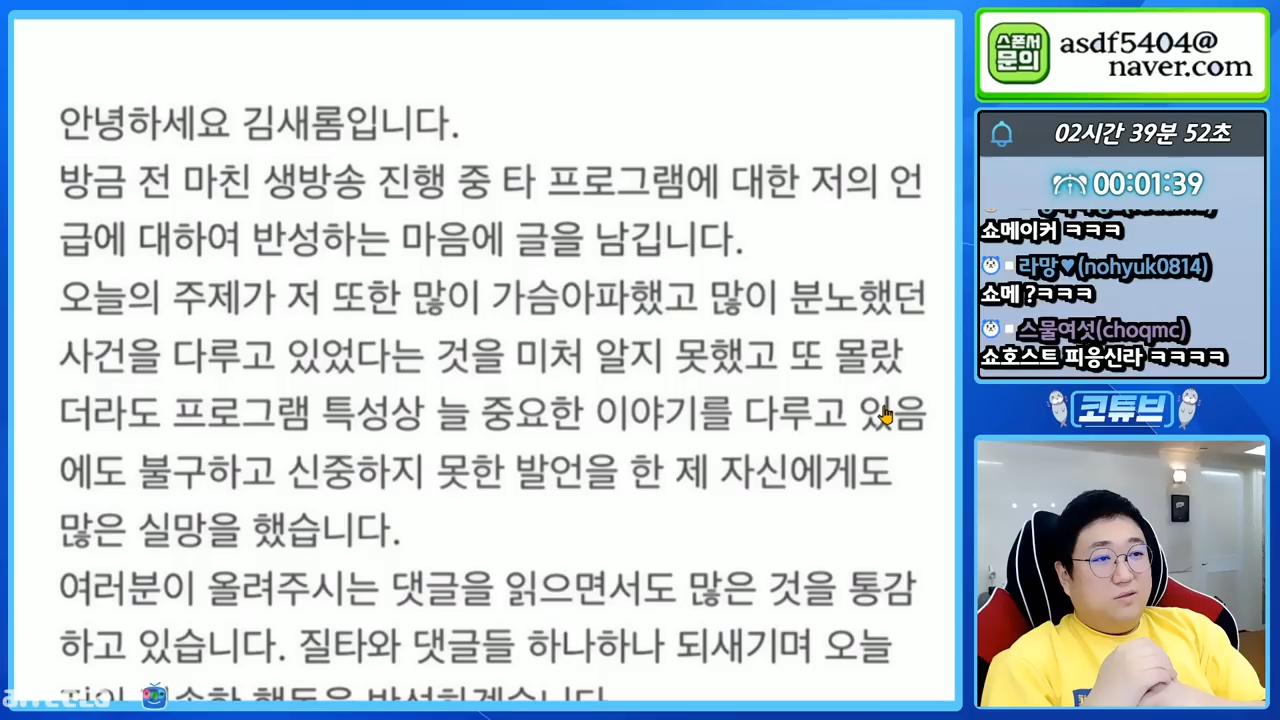 안녕하세요 김새롬입니다.
방금 전 마친 생방송 진행 중 타 프로그램에 대한 저의 언
급에 대하여 반성하는 마음에 글을 남깁니다.
오늘의 주제가 저 또한 많이 가슴아파했고 많이 분노했던
사건을 다루고 있었다는 것을 미처 알지 못했고 또 몰랐
더라도 프로그램 특성상 늘 중요한 이야기를 다루고 있음
에도 불구하고 신중하지 못한 발언을 한 제 자신에게도
많은 실망을 했습니다.
여러분이 올려주시는 댓글을 읽으면서도 많은 것을 통감
하고 있습니다. 질타와 댓글들 하나하나 되새기며 오늘
행동을 반성하겠습니다
스폰서
문의
asdf5404@
naver.com
02시간 39분 52초
00:01:39
쇼메이커 ㅋㅋㅋ
라망♥(nohyuk0814)
쇼메 ?ㅋㅋㅋ
스물여섯(choqmc)
쇼호스트 피응신라 ㅋㅋㅋㅋ
코튜브